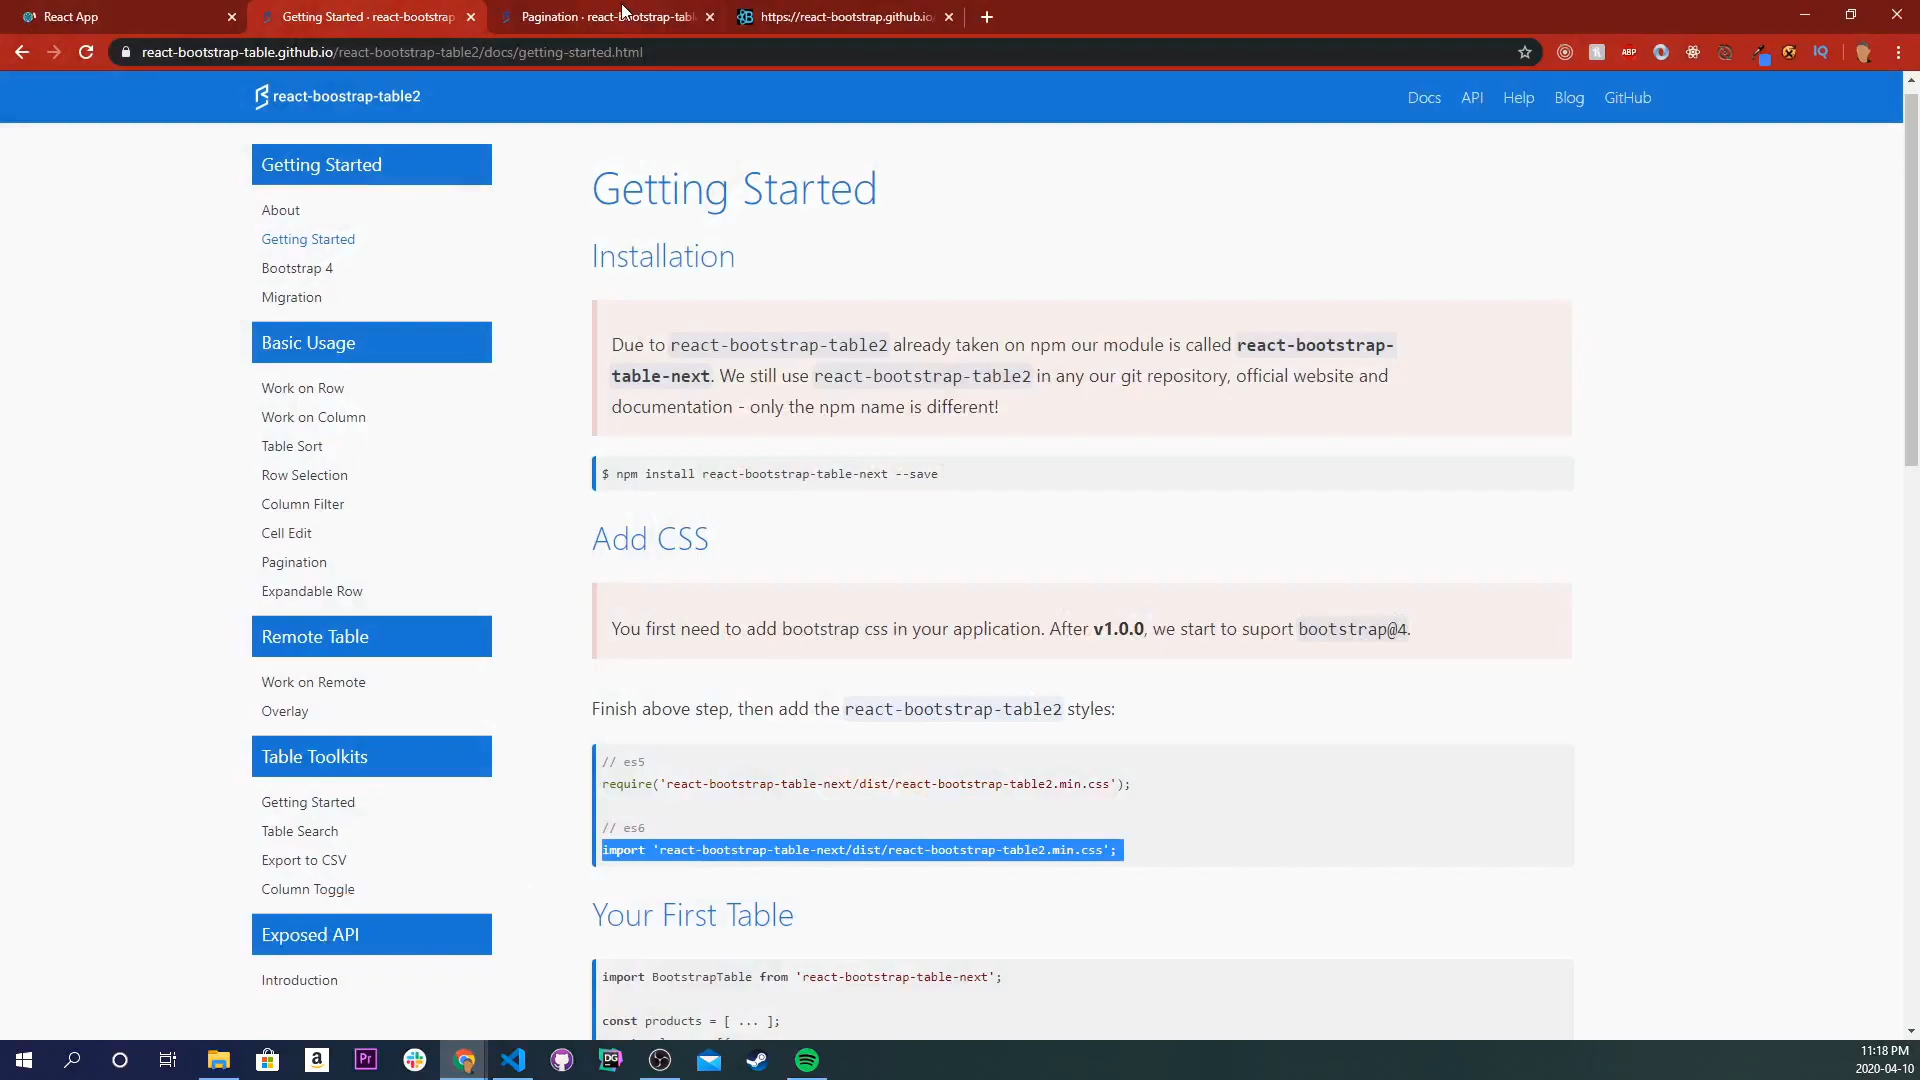 React App
Getting Started · react-bootstrap
Pagination · react-bootstrap-tabl
https://react-bootstrap.github.io/
react-bootstrap-table.github.io/react-bootstrap-table2/docs/getting-started.html
ABP
IQ
react-boostrap-table2
Docs API Help Blog GitHub
Getting Started
About
Getting Started
Bootstrap 4
Migration
Basic Usage
Work on Row
Work on Column
Table Sort
Row Selection
Column Filter
Cell Edit
Pagination
Expandable Row
Remote Table
Work on Remote
Overlay
Table Toolkits
Getting Started
Table Search
Export to CSV
Column Toggle
Exposed API
Introduction
Getting Started
Installation
Due to react-bootstrap-table2 already taken on npm our module is called react-bootstrap-
table-next. We still use react-bootstrap-table2 in any our git repository, official website and
documentation - only the npm name is different!
$ npm install react-bootstrap-table-next --save
Add CSS
You first need to add bootstrap css in your application. After v1.0.0, we start to suport bootstrap@4.
Finish above step, then add the react-bootstrap-table2 styles:
// es5
require('react-bootstrap-table-next/dist/react-bootstrap-table2.min.css');
// es6
import 'react-bootstrap-table-next/dist/react-bootstrap-table2.min.css';
Your First Table
import BootstrapTable from 'react-bootstrap-table-next';
const products = [ ... ];
Pr
DG
11:18 PM
2020-04-10